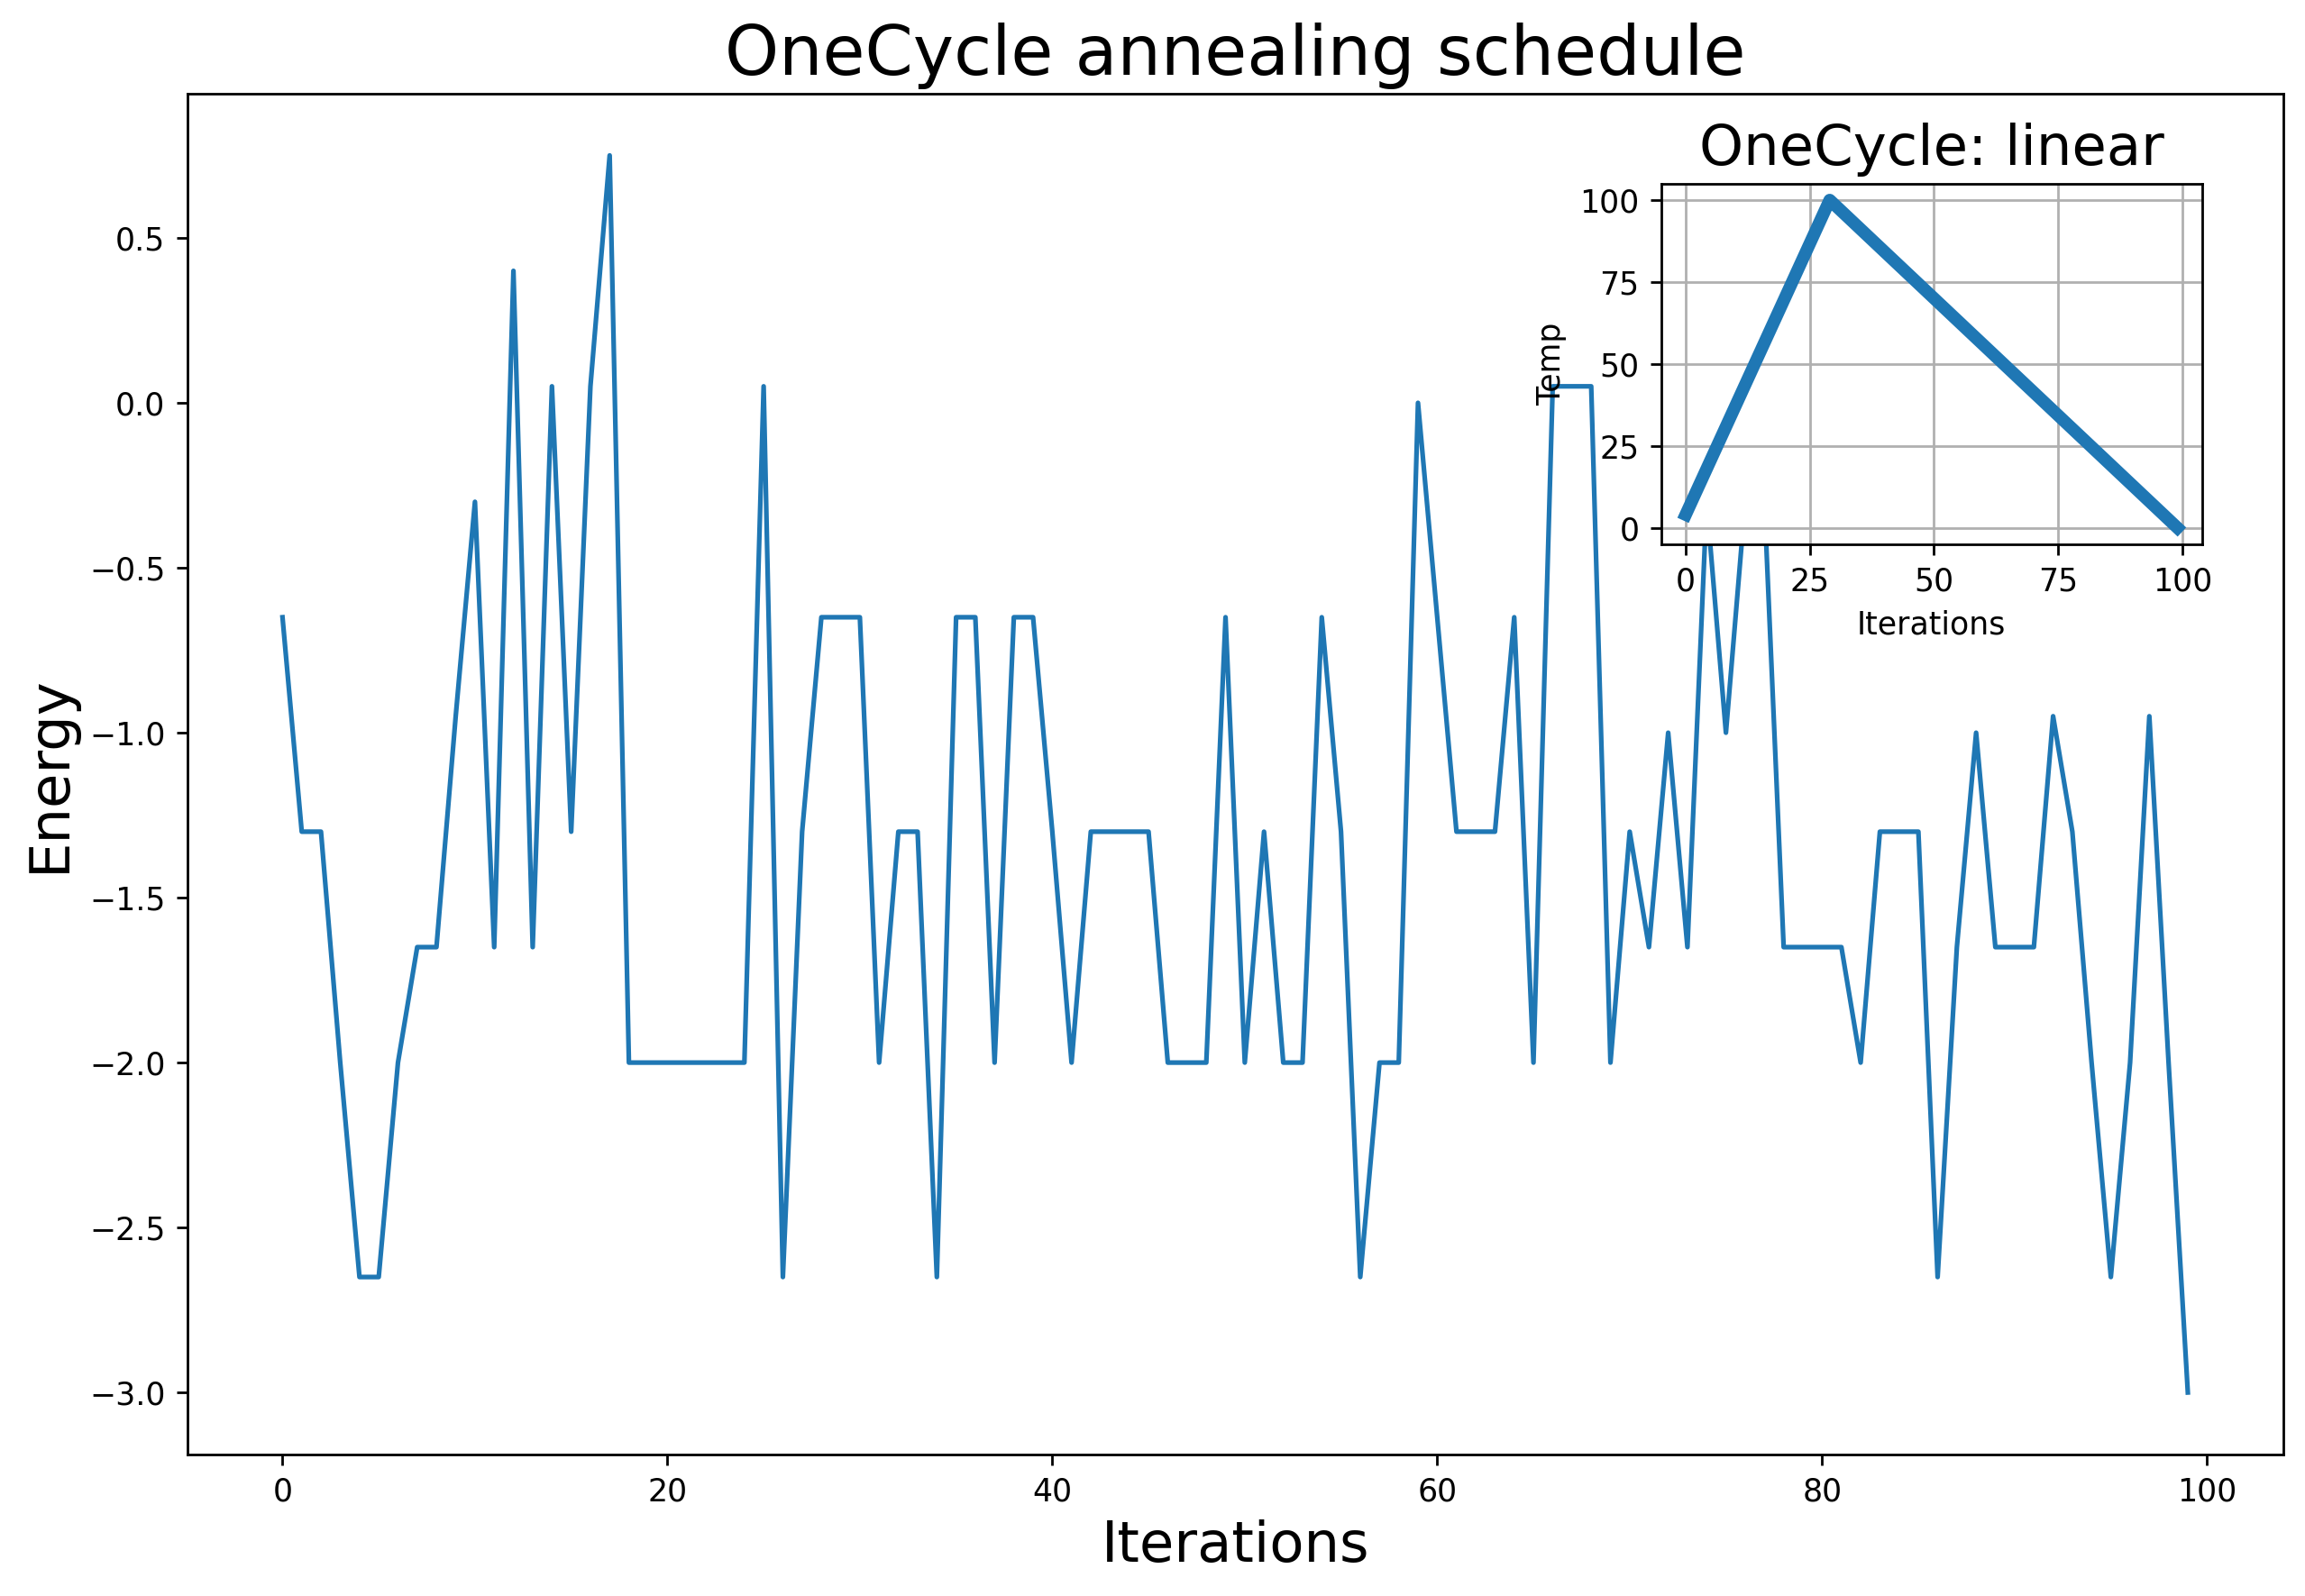 OneCycle annealing schedule
OneCycle: linear
100
75
50
25
0
Temp
0 25 50 75 100
Iterations
0.5
0.0
−0.5
−1.0
−1.5
−2.0
−2.5
−3.0
Energy
0 20 40 60 80 100
Iterations